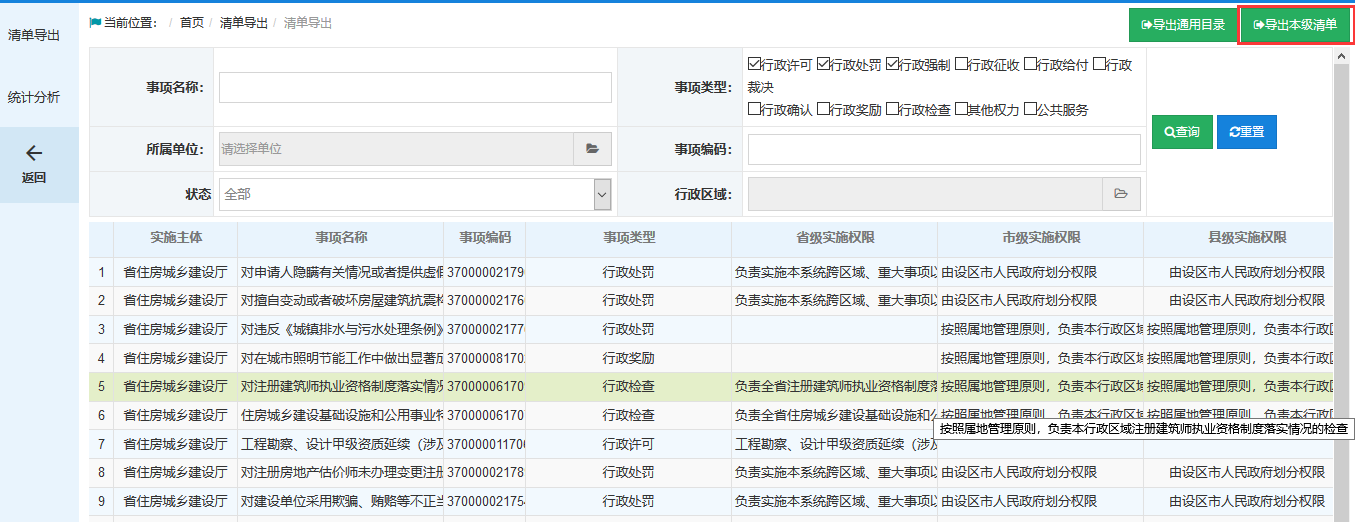 清单导出
统计分析
返回
当前位置： / 首页 / 清单导出 / 清单导出
导出通用目录 导出本级清单
事项名称：
事项类型： 行政许可 行政处罚 行政强制 行政征收 行政给付 行政
裁决
行政确认 行政奖励 行政检查 其他权力 公共服务
所属单位： 请选择单位
事项编码：
查询 重置
状态 全部
行政区域：
实施主体 事项名称 事项编码 事项类型 省级实施权限 市级实施权限 县级实施权限
1 省住房城乡建设厅 对申请人隐瞒有关情况或者提供虚假 37000002179 行政处罚 负责实施本系统跨区域、重大事项以 由设区市人民政府划分权限 由设区市人民政府划分权限
2 省住房城乡建设厅 对擅自变动或者破坏房屋建筑抗震构 37000002176 行政处罚 负责实施本系统跨区域、重大事项以 由设区市人民政府划分权限 由设区市人民政府划分权限
3 省住房城乡建设厅 对违反《城镇排水与污水处理条例》 37000002177 行政处罚 按照属地管理原则，负责本行政区域 按照属地管理原则，负责本行政区
4 省住房城乡建设厅 对在城市照明节能工作中做出显著成 37000008170 行政奖励 按照属地管理原则，负责本行政区域 按照属地管理原则，负责本行政区
5 省住房城乡建设厅 对注册建筑师执业资格制度落实情况 37000006170 行政检查 负责全省注册建筑师执业资格制度落 按照属地管理原则，负责本行政区域 按照属地管理原则，负责本行政区
6 省住房城乡建设厅 住房城乡建设基础设施和公用事业特 37000006170 行政检查 负责全省住房城乡建设基础设施和公 按照属地管理原则，负责本行政区域 按照属地管理原则，负责本行政区
按照属地管理原则，负责本行政区域注册建筑师执业资格制度落实情况的检查
7 省住房城乡建设厅 工程勘察、设计甲级资质延续（涉及 37000001170 行政许可 工程勘察、设计甲级资质延续（涉及
8 省住房城乡建设厅 对注册房地产估价师未办理变更注册 37000002178 行政处罚 负责实施本系统跨区域、重大事项以 由设区市人民政府划分权限 由设区市人民政府划分权限
9 省住房城乡建设厅 对建设单位采用欺骗、贿赂等不正当 37000002175 行政处罚 负责实施本系统跨区域、重大事项以 由设区市人民政府划分权限 由设区市人民政府划分权限